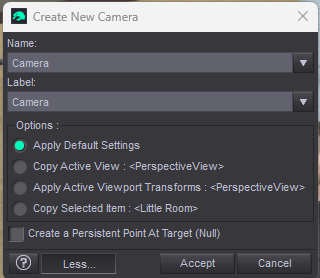 Create New Camera
Name:
Camera
Label:
Camera
Options :
Apply Default Settings
Copy Active View : <PerspectiveView>
Apply Active Viewport Transforms : <PerspectiveView>
Copy Selected Item : <Little Room>
Create a Persistent Point At Target (Null)
? Less... Accept Cancel